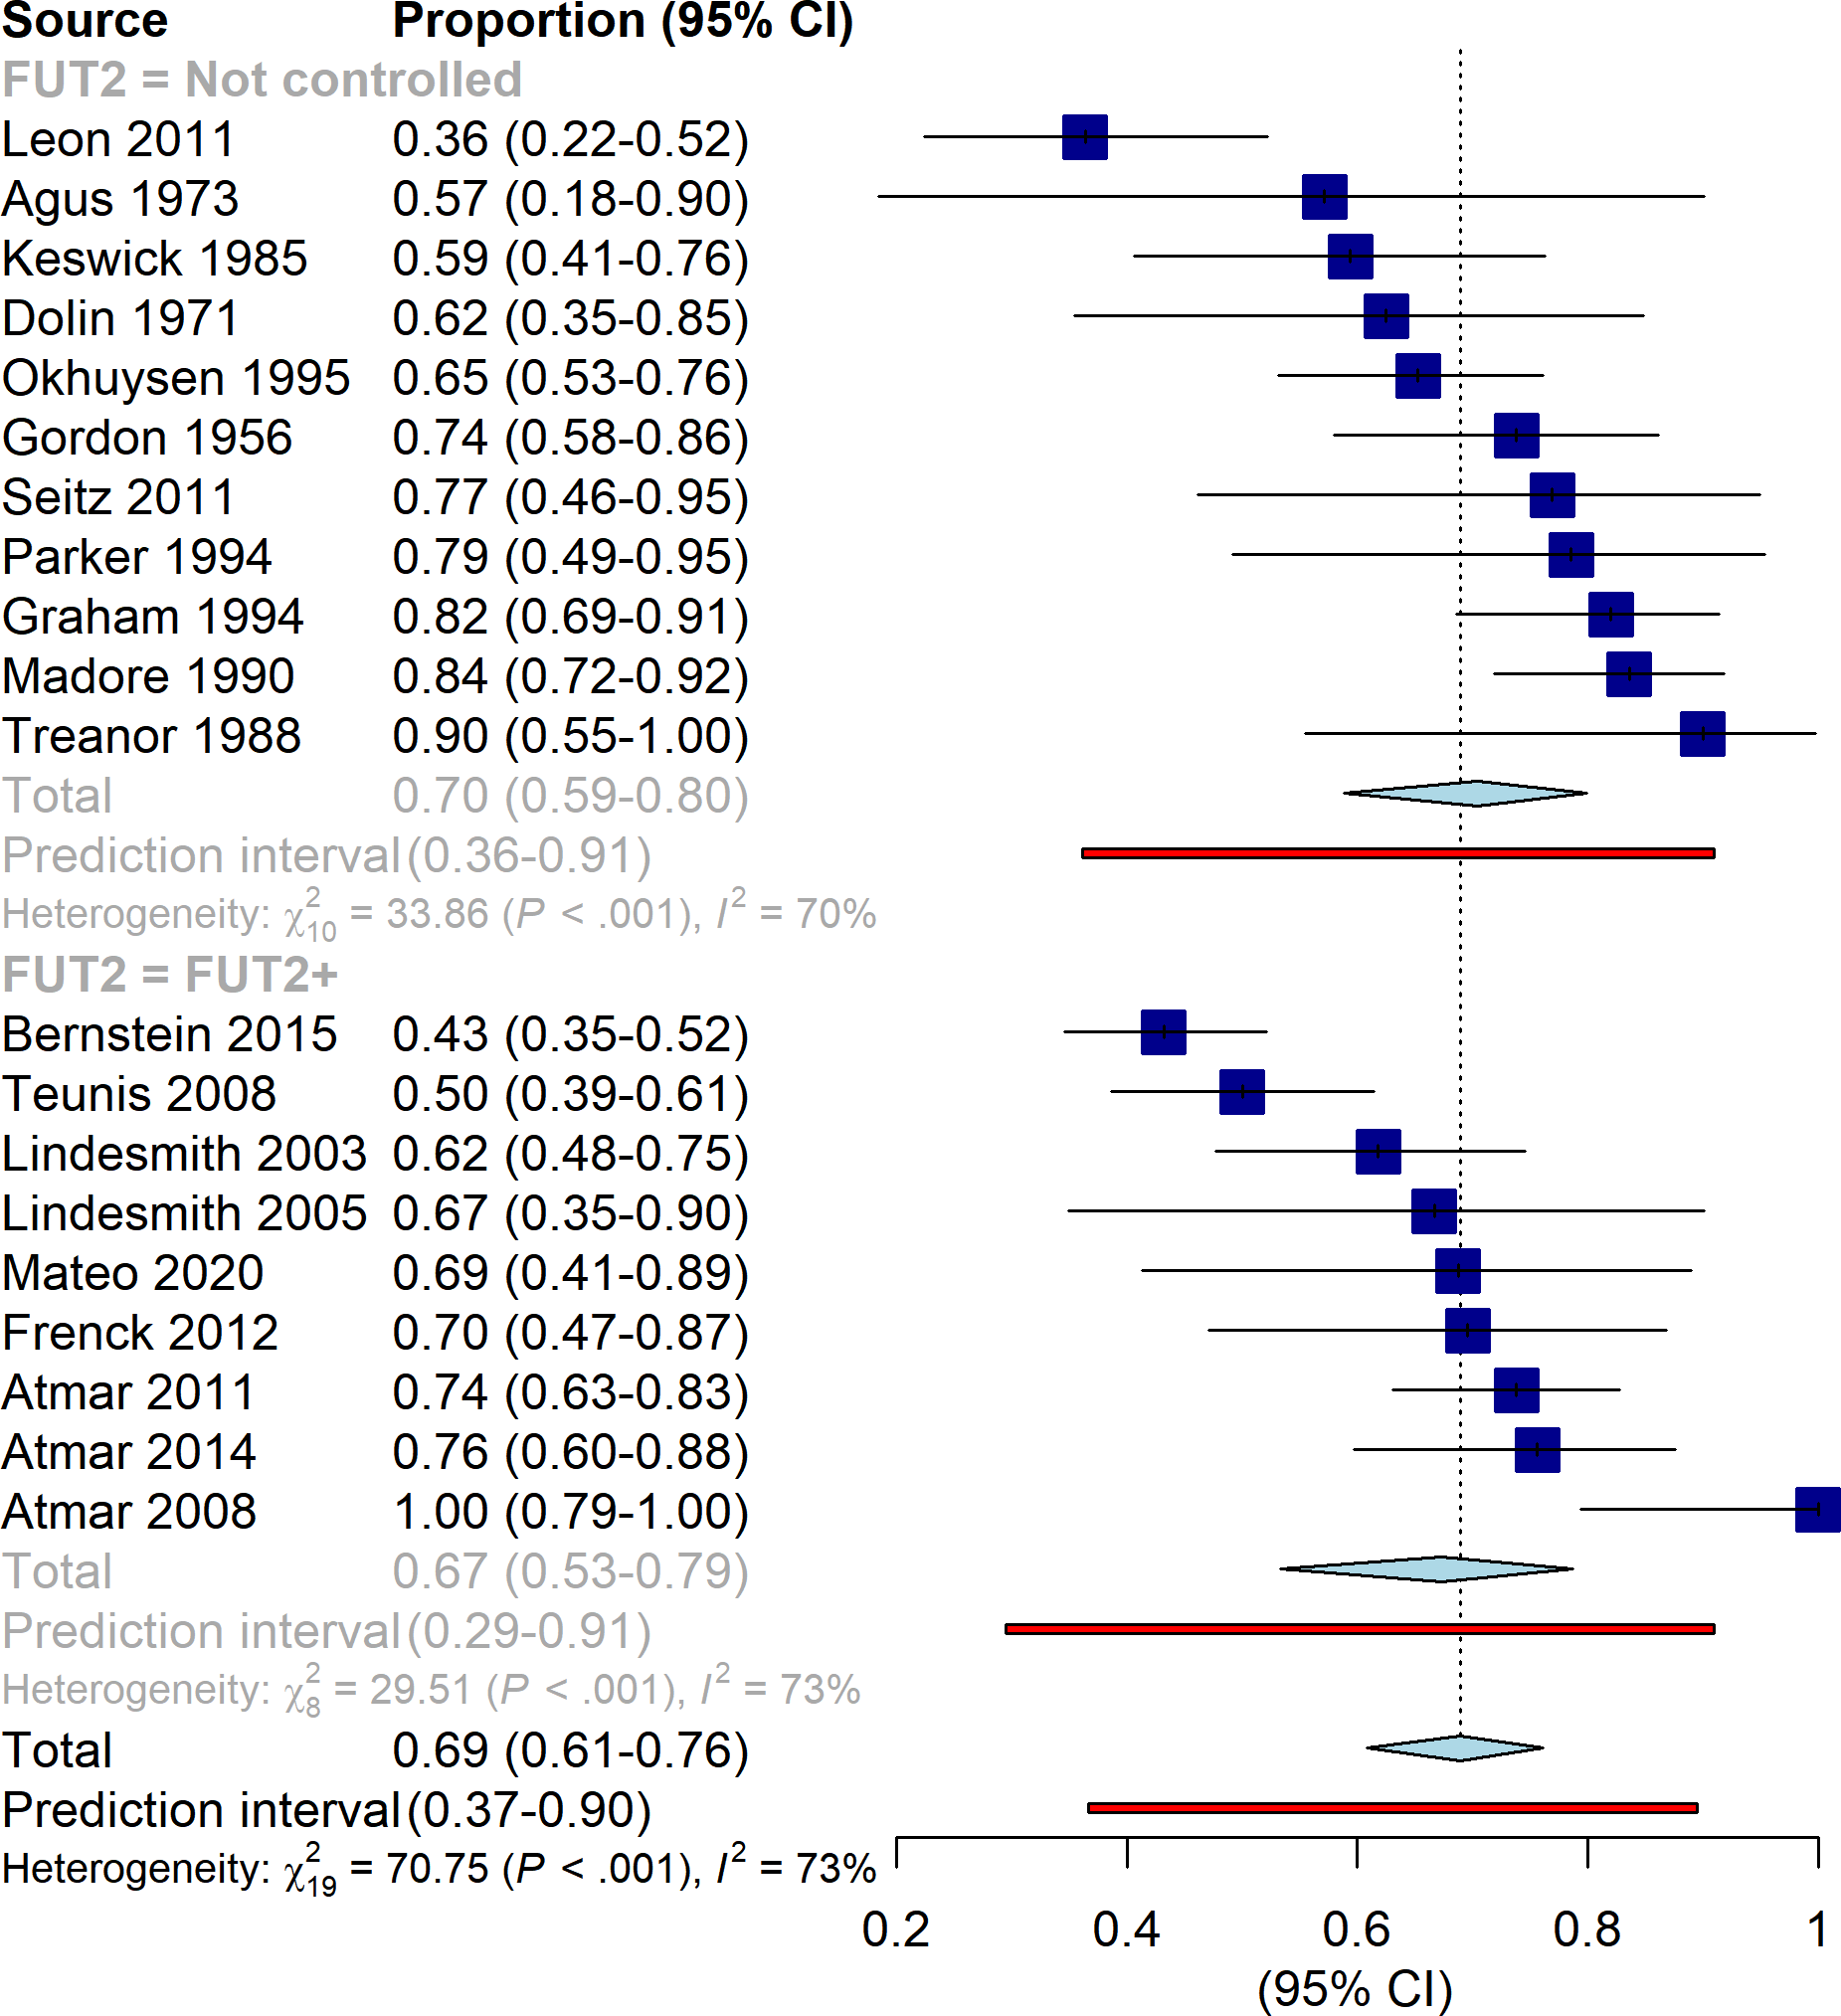 Source Proportion (95% CI)
FUT2 = Not controlled
Leon 2011 0.36 (0.22-0.52)
Agus 1973 0.57 (0.18-0.90)
Keswick 1985 0.59 (0.41-0.76)
Dolin 1971 0.62 (0.35-0.85)
Okhuysen 1995 0.65 (0.53-0.76)
Gordon 1956 0.74 (0.58-0.86)
Seitz 2011 0.77 (0.46-0.95)
Parker 1994 0.79 (0.49-0.95)
Graham 1994 0.82 (0.69-0.91)
Madore 1990 0.84 (0.72-0.92)
Treanor 1988 0.90 (0.55-1.00)
Total 0.70 (0.59-0.80)
Prediction interval (0.36-0.91)
Heterogeneity: χ²₁₀ = 33.86 (P < .001), I² = 70%
FUT2 = FUT2+
Bernstein 2015 0.43 (0.35-0.52)
Teunis 2008 0.50 (0.39-0.61)
Lindesmith 2003 0.62 (0.48-0.75)
Lindesmith 2005 0.67 (0.35-0.90)
Mateo 2020 0.69 (0.41-0.89)
Frenck 2012 0.70 (0.47-0.87)
Atmar 2011 0.74 (0.63-0.83)
Atmar 2014 0.76 (0.60-0.88)
Atmar 2008 1.00 (0.79-1.00)
Total 0.67 (0.53-0.79)
Prediction interval (0.29-0.91)
Heterogeneity: χ²₈ = 29.51 (P < .001), I² = 73%
Total 0.69 (0.61-0.76)
Prediction interval (0.37-0.90)
Heterogeneity: χ²₁₉ = 70.75 (P < .001), I² = 73%
0.2 0.4 0.6 0.8 1
(95% CI)